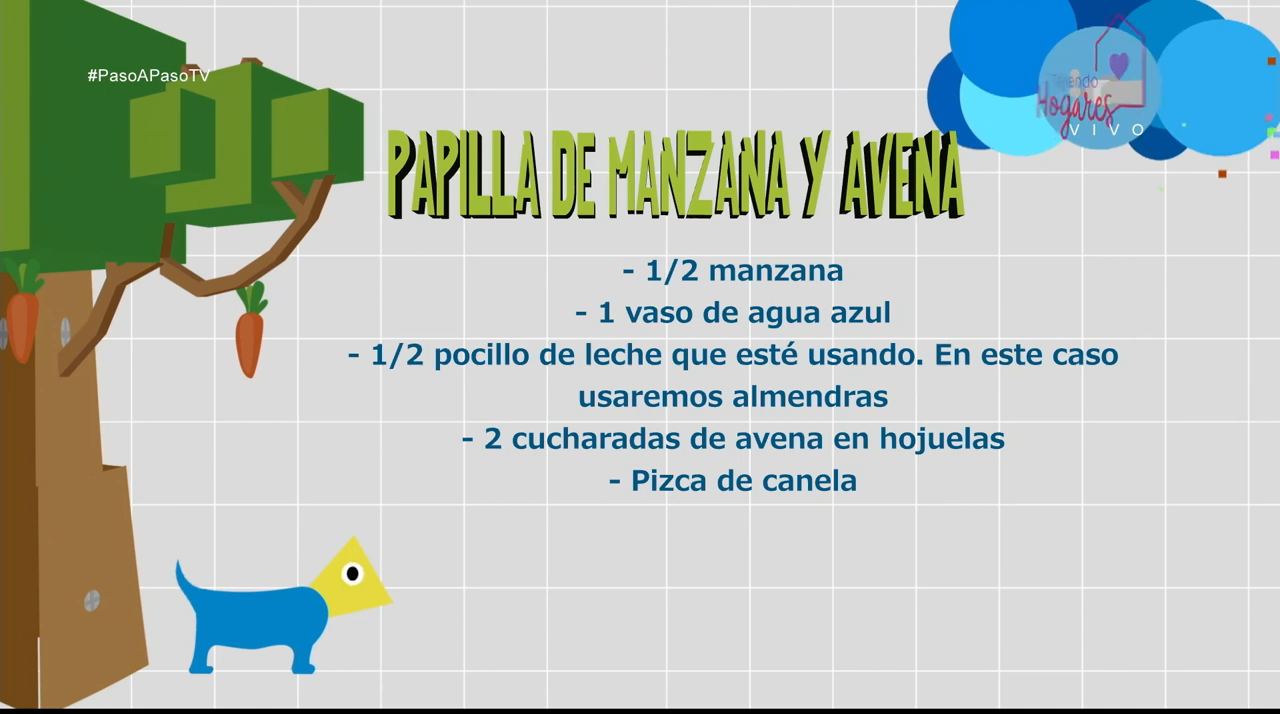 #PasoAPasoTV
Tejiendo
Hogares
VIVO
PAPILLA DE MANZANA Y AVENA
- 1/2 manzana
- 1 vaso de agua azul
- 1/2 pocillo de leche que esté usando. En este caso
usaremos almendras
- 2 cucharadas de avena en hojuelas
- Pizca de canela